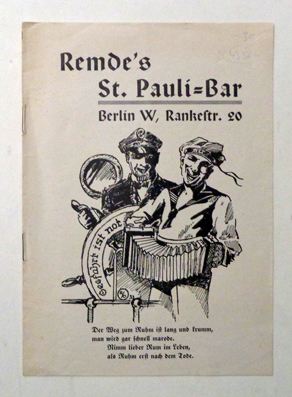 Remde's
St. Pauli=Bar
Berlin W, Rankestr. 20
Seefahrt ist not
Der Weg zum Ruhm ist lang und krumm,
man wird gar schnell marode.
Nimm lieber Rum im Leben,
als Ruhm erst nach dem Tode.